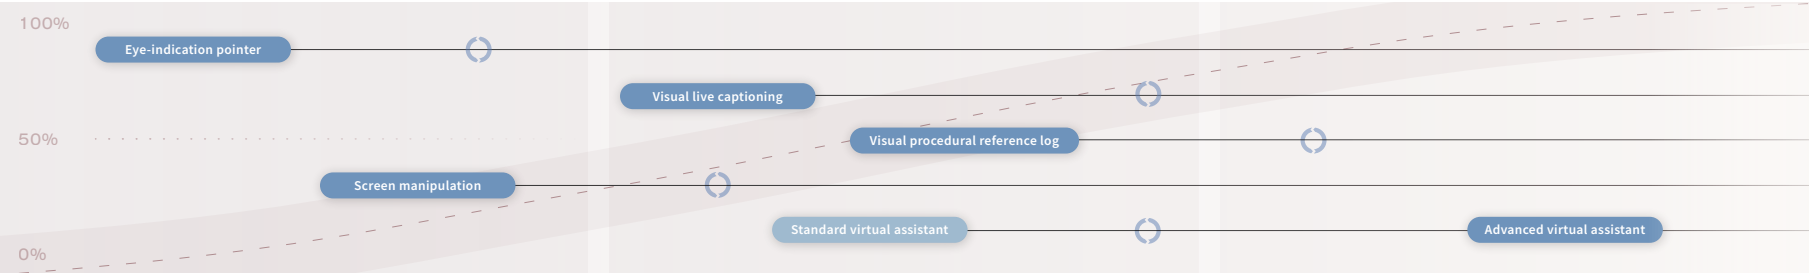 100%
Eye-indication pointer
Visual live captioning
50%
Visual procedural reference log
Screen manipulation
Standard virtual assistant
Advanced virtual assistant
0%